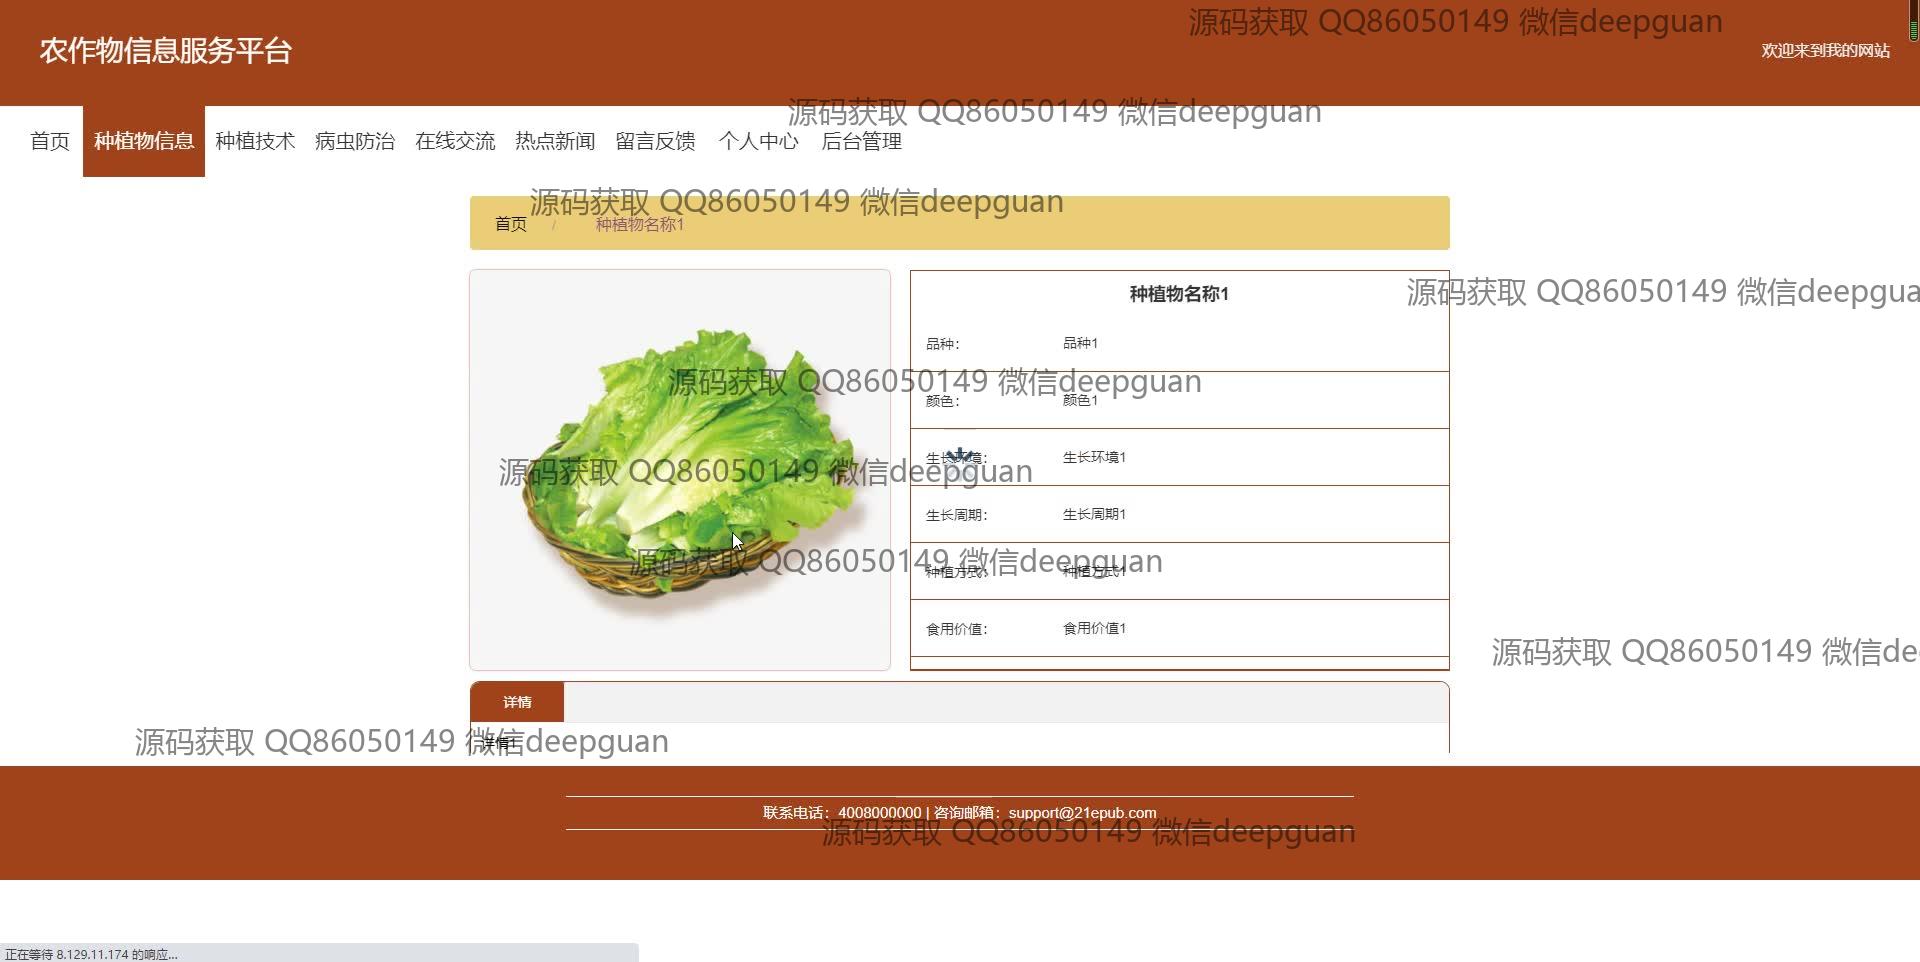 源码获取 QQ86050149 微信deepguan
农作物信息服务平台
欢迎来到我的网站
源码获取 QQ86050149 微信deepguan
首页 种植物信息 种植技术 病虫防治 在线交流 热点新闻 留言反馈 个人中心 后台管理
源码获取 QQ86050149 微信deepguan
首页 / 种植物名称1
种植物名称1
源码获取 QQ86050149 微信deepgua
品种： 品种1
源码获取 QQ86050149 微信deepguan
颜色： 颜色1
生长环境： 生长环境1
源码获取 QQ86050149 微信deepguan
生长周期： 生长周期1
源码获取 QQ86050149 微信deepguan
种植方式： 种植方式1
食用价值： 食用价值1
源码获取 QQ86050149 微信de
详情
源码获取 QQ86050149 微信deepguan
详情1
联系电话：4008000000 | 咨询邮箱：support@21epub.com
源码获取 QQ86050149 微信deepguan
正在等待 8.129.11.174 的响应...